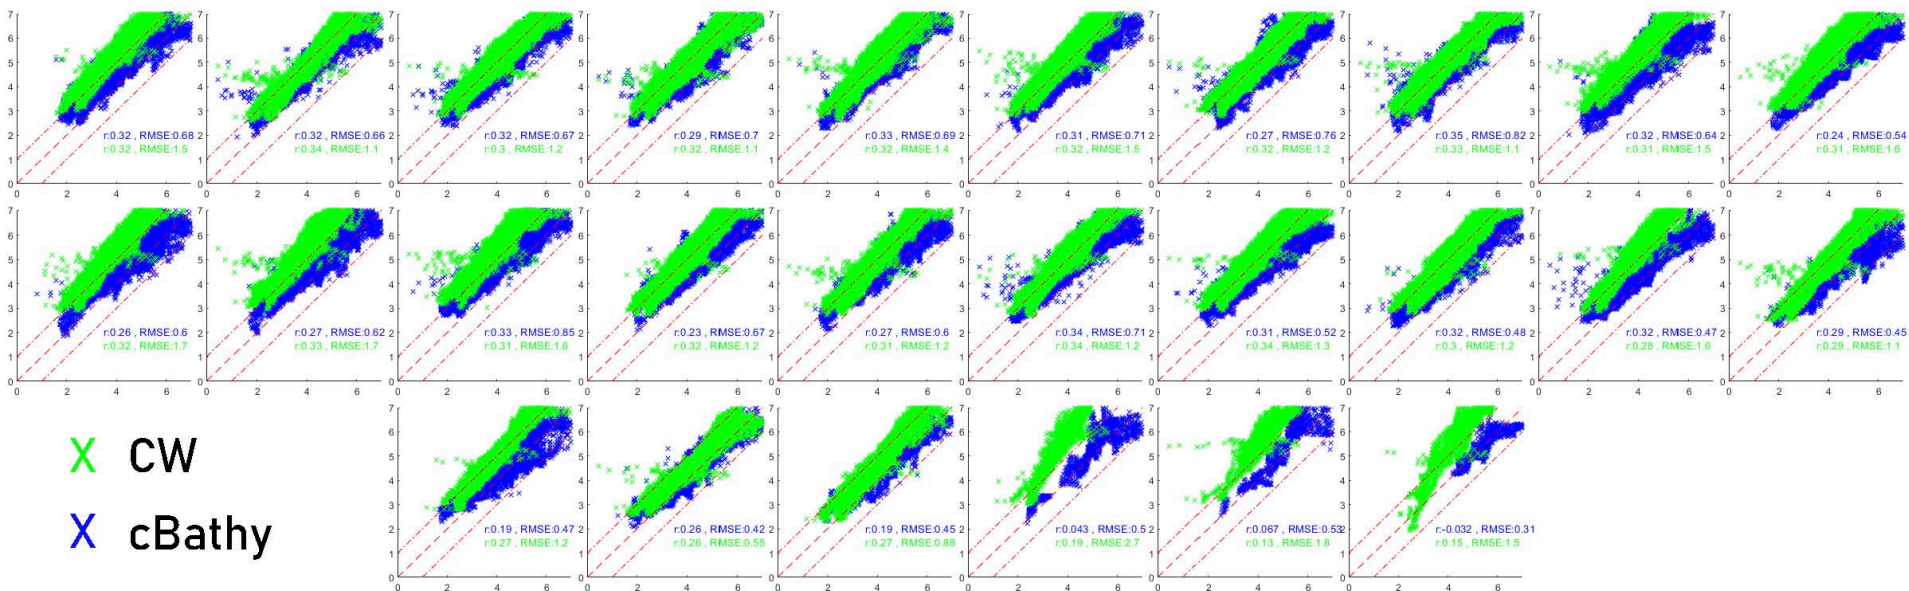 r:0.32 , RMSE:0.68
r:0.32 , RMSE:1.5
r:0.32 , RMSE:0.66
r:0.34 , RMSE:1.1
r:0.32 , RMSE:0.67
r:0.3 , RMSE:1.2
r:0.29 , RMSE:0.7
r:0.32 , RMSE:1.1
r:0.33 , RMSE:0.69
r:0.32 , RMSE:1.4
r:0.31 , RMSE:0.71
r:0.32 , RMSE:1.5
r:0.27 , RMSE:0.76
r:0.32 , RMSE:1.2
r:0.35 , RMSE:0.82
r:0.33 , RMSE:1.1
r:0.32 , RMSE:0.64
r:0.31 , RMSE:1.5
r:0.24 , RMSE:0.54
r:0.31 , RMSE:1.6
r:0.26 , RMSE:0.6
r:0.32 , RMSE:1.7
r:0.27 , RMSE:0.62
r:0.33 , RMSE:1.7
r:0.33 , RMSE:0.85
r:0.31 , RMSE:1.6
r:0.23 , RMSE:0.67
r:0.32 , RMSE:1.2
r:0.27 , RMSE:0.6
r:0.31 , RMSE:1.2
r:0.34 , RMSE:0.71
r:0.34 , RMSE:1.2
r:0.31 , RMSE:0.52
r:0.34 , RMSE:1.3
r:0.32 , RMSE:0.48
r:0.3 , RMSE:1.2
r:0.32 , RMSE:0.47
r:0.28 , RMSE:1.6
r:0.29 , RMSE:0.45
r:0.29 , RMSE:1.1
X CW
X cBathy
r:0.19 , RMSE:0.47
r:0.27 , RMSE:1.2
r:0.26 , RMSE:0.42
r:0.26 , RMSE:0.55
r:0.19 , RMSE:0.45
r:0.27 , RMSE:0.88
r:0.043 , RMSE:0.5
r:0.19 , RMSE:2.7
r:0.067 , RMSE:0.53
r:0.13 , RMSE:1.8
r:-0.032 , RMSE:0.31
r:0.15 , RMSE:1.5